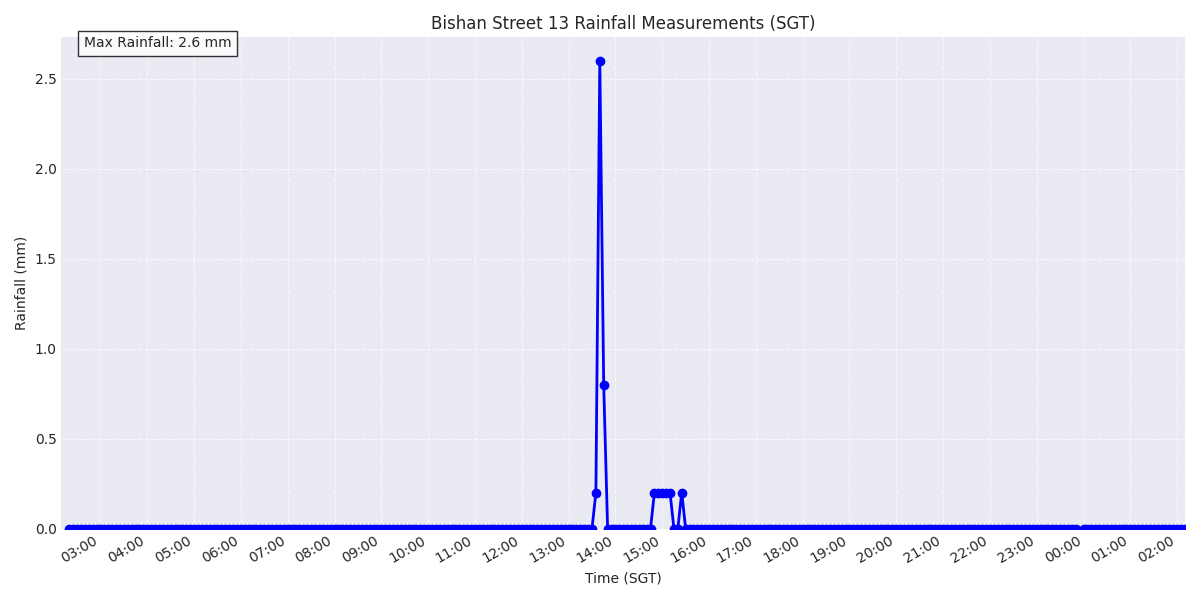 Bishan Street 13 Rainfall Measurements (SGT)
Max Rainfall: 2.6 mm
2.5
2.0
1.5
1.0
0.5
0.0
Rainfall (mm)
03:00 04:00 05:00 06:00 07:00 08:00 09:00 10:00 11:00 12:00 13:00 14:00 15:00 16:00 17:00 18:00 19:00 20:00 21:00 22:00 23:00 00:00 01:00 02:00
Time (SGT)